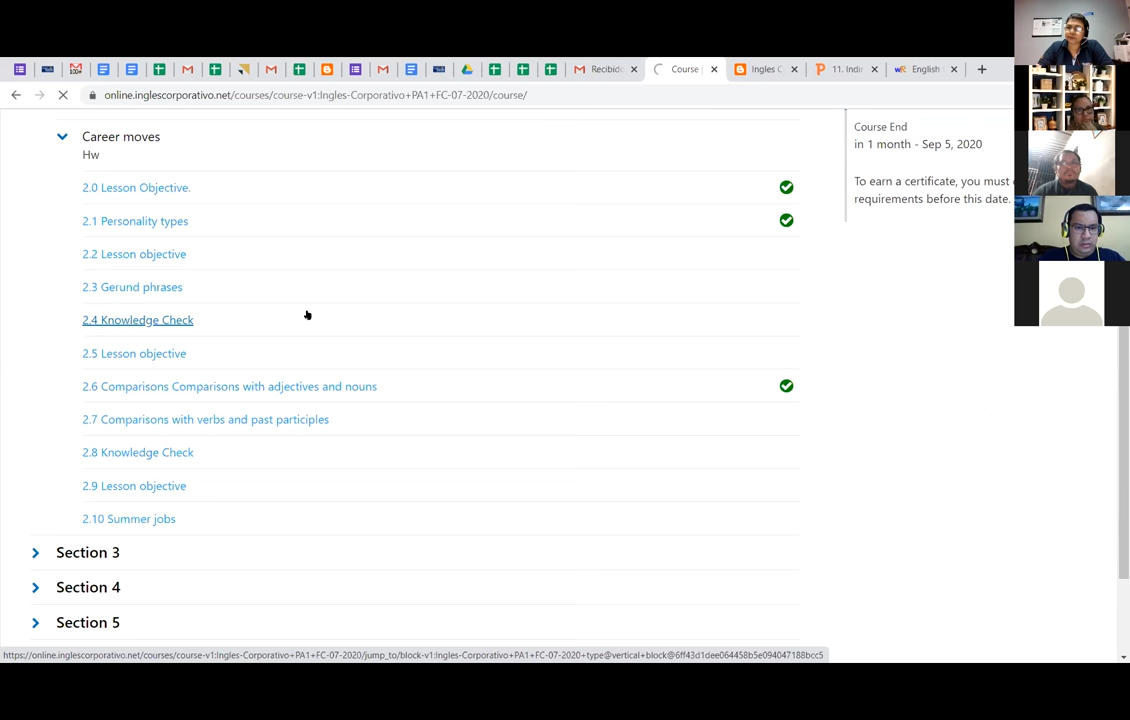 100+
Recibido
Course
Ingles C
11. Indir
wR English
online.inglescorporativo.net/courses/course-v1:Ingles-Corporativo+PA1+FC-07-2020/course/
Career moves
Hw
2.0 Lesson Objective.
2.1 Personality types
2.2 Lesson objective
2.3 Gerund phrases
2.4 Knowledge Check
2.5 Lesson objective
2.6 Comparisons Comparisons with adjectives and nouns
2.7 Comparisons with verbs and past participles
2.8 Knowledge Check
2.9 Lesson objective
2.10 Summer jobs
Section 3
Section 4
Section 5
Course End
in 1 month - Sep 5, 2020
To earn a certificate, you must
requirements before this date.
https://online.inglescorporativo.net/courses/course-v1:Ingles-Corporativo+PA1+FC-07-2020/jump_to/block-v1:Ingles-Corporativo+PA1+FC-07-2020+type@vertical+block@6ff43d1dee064458b5e094047188bcc5